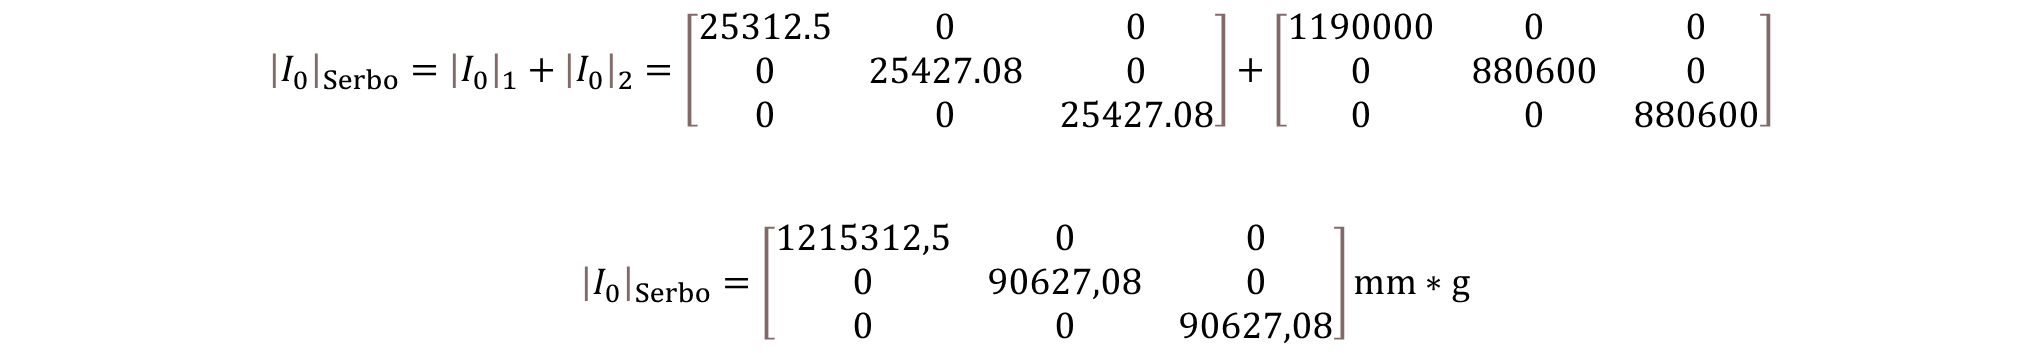 25312.5 0 0 1190000 0 0
|I₀|Serbo = |I₀|₁ + |I₀|₂ = [ 0 25427.08 0 ] + [ 0 880600 0 ]
0 0 25427.08 0 0 880600
1215312,5 0 0
|I₀|Serbo = [ 0 90627,08 0 ] mm ∗ g
0 0 90627,08